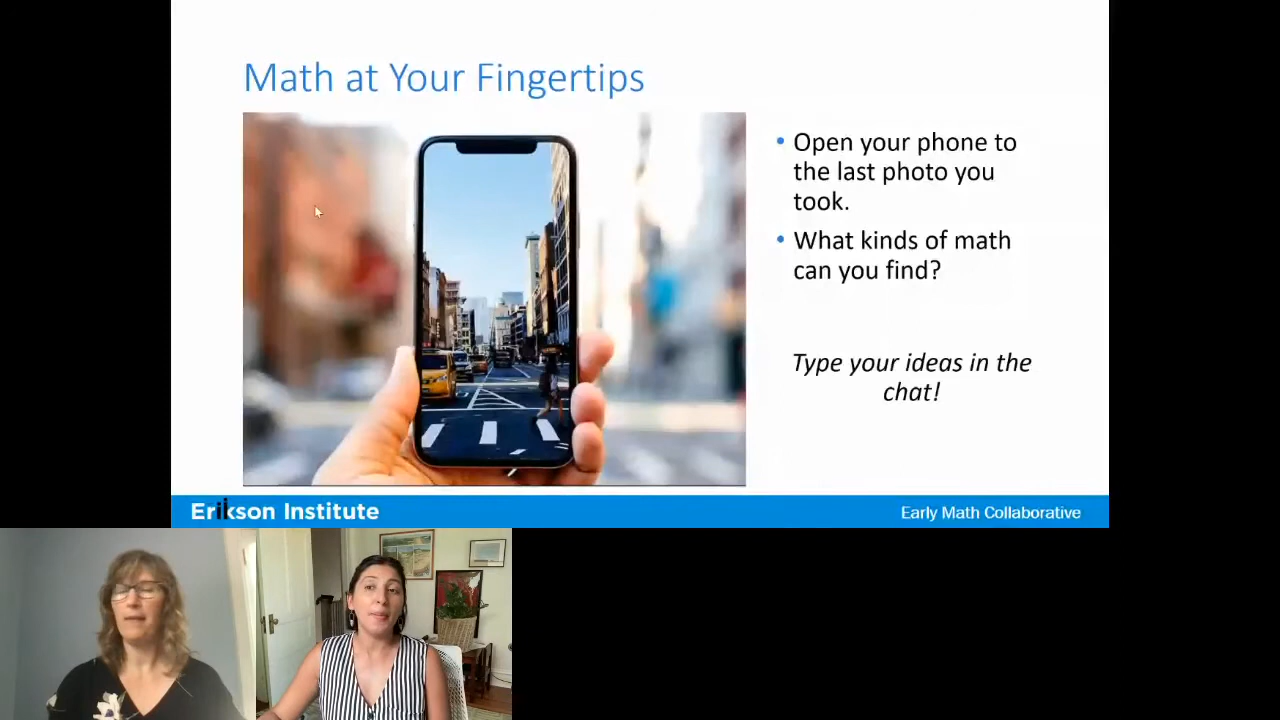 Math at Your Fingertips
• Open your phone to
the last photo you
took.
• What kinds of math
can you find?
Type your ideas in the
chat!
Erikson Institute
Early Math Collaborative